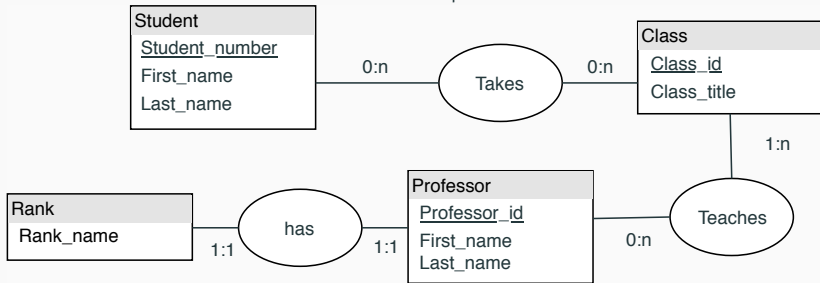 Student
Student_number
First_name
Last_name
0:n
Takes
0:n
Class
Class_id
Class_title
1:n
Rank
Rank_name
1:1
has
1:1
Professor
Professor_id
First_name
Last_name
0:n
Teaches